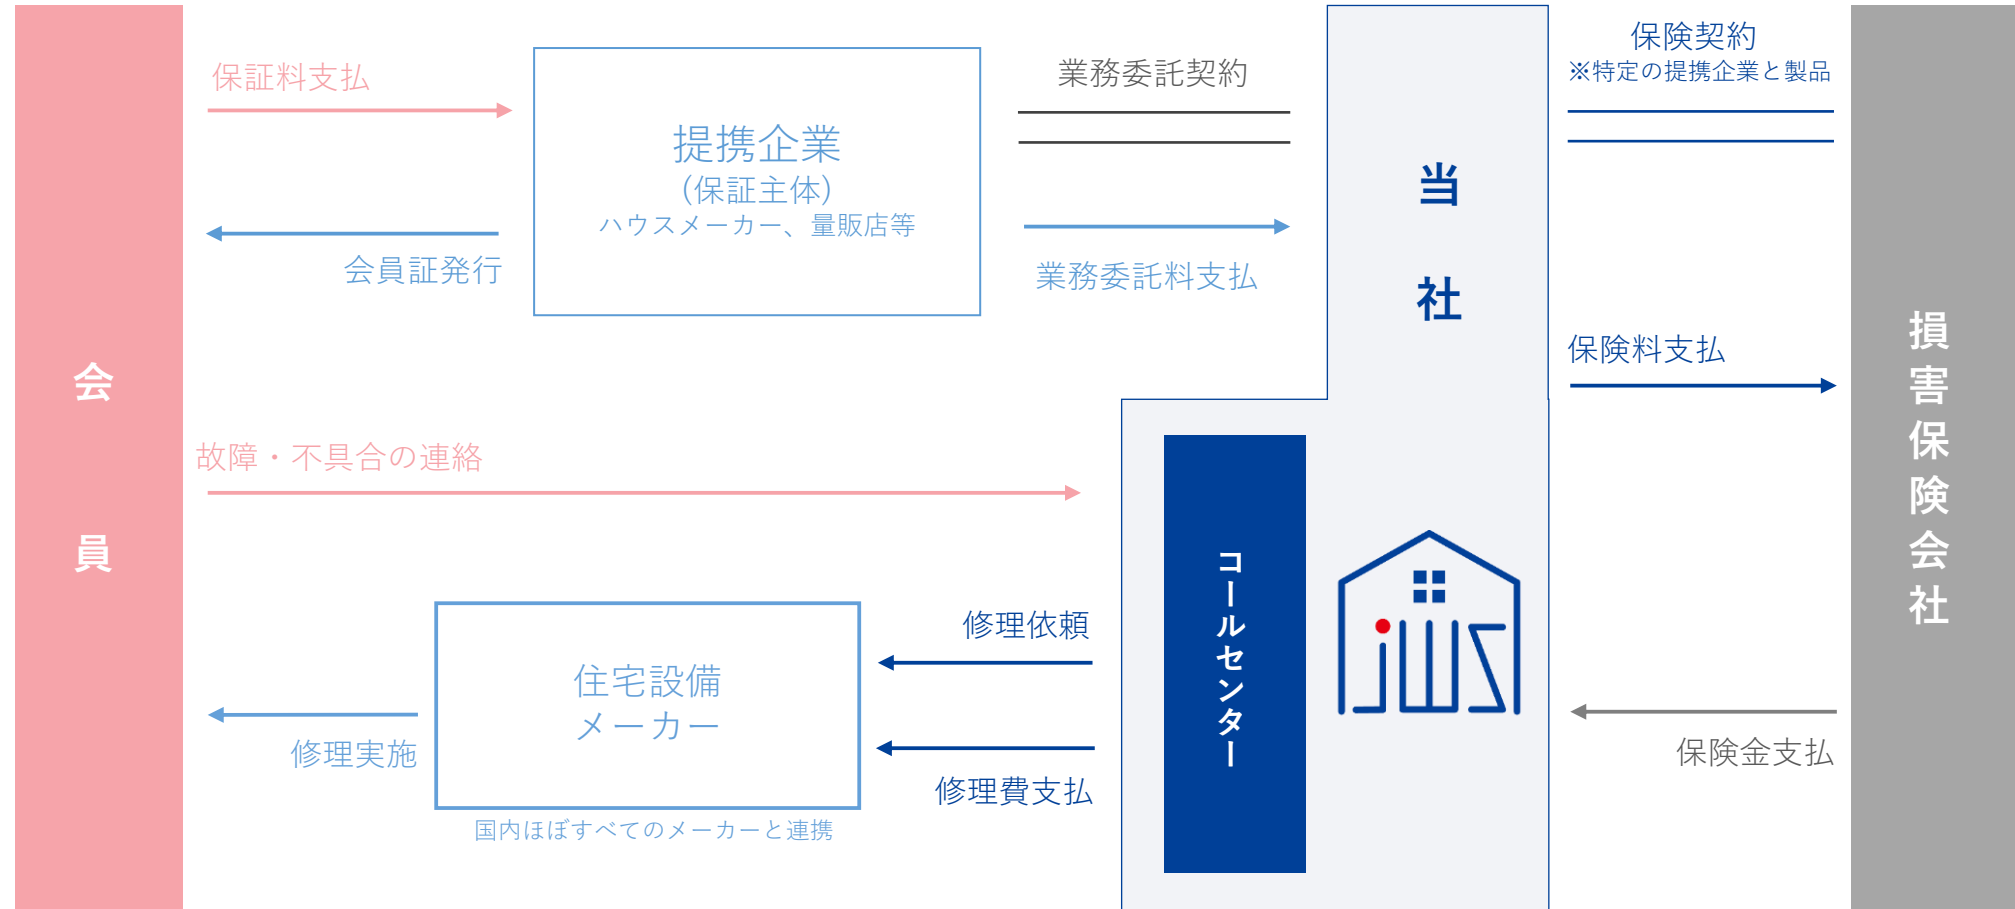 会員
保証料支払
会員証発行
提携企業
（保証主体）
ハウスメーカー、量販店等
業務委託契約
業務委託料支払
当社
保険契約
※特定の提携企業と製品
保険料支払
損害保険会社
故障・不具合の連絡
コールセンター
jws
修理依頼
住宅設備
メーカー
修理実施
修理費支払
国内ほぼすべてのメーカーと連携
保険金支払